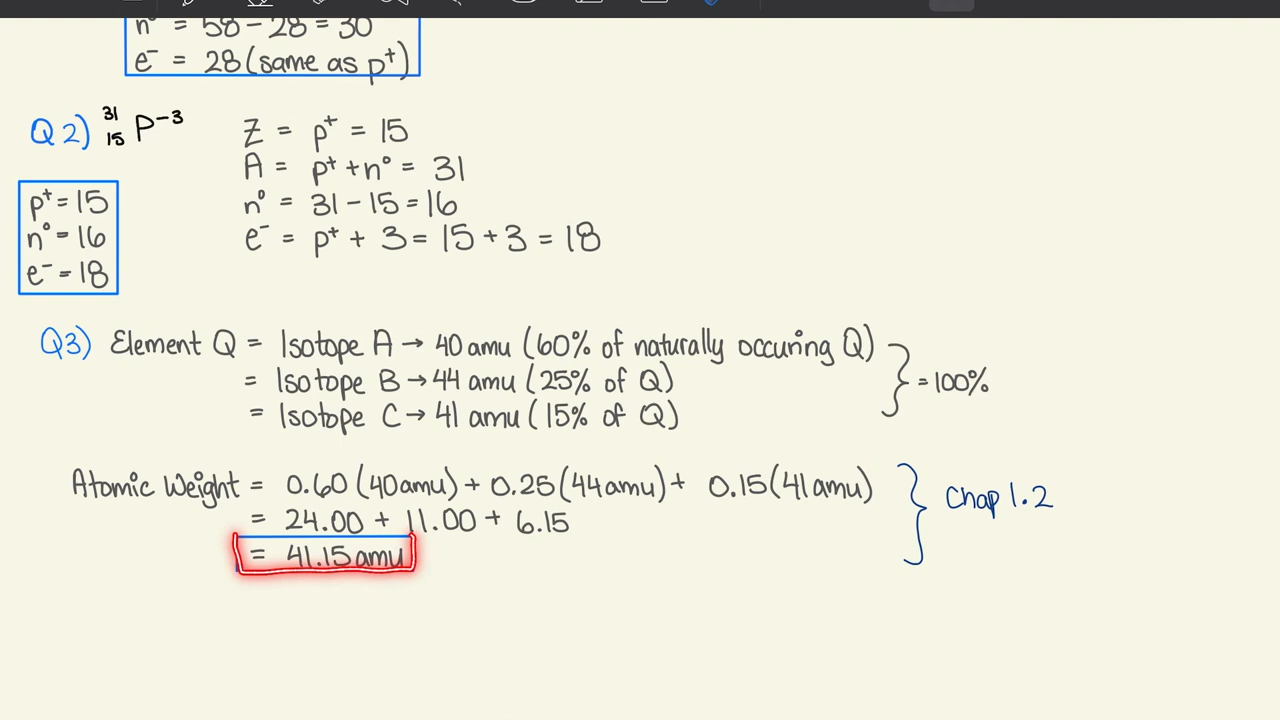 n° = 58 - 28 = 30
e⁻ = 28 (same as p⁺)
Q2) ³¹₁₅P⁻³
Z = p⁺ = 15
A = p⁺ + n° = 31
n° = 31 - 15 = 16
e⁻ = p⁺ + 3 = 15 + 3 = 18
p⁺ = 15
n° = 16
e⁻ = 18
Q3) Element Q = Isotope A → 40 amu (60% of naturally occuring Q)
= Isotope B → 44 amu (25% of Q)
= Isotope C → 41 amu (15% of Q)
= 100%
Atomic Weight = 0.60 (40amu) + 0.25 (44amu) + 0.15 (41amu)
= 24.00 + 11.00 + 6.15
= 41.15 amu
Chap 1.2